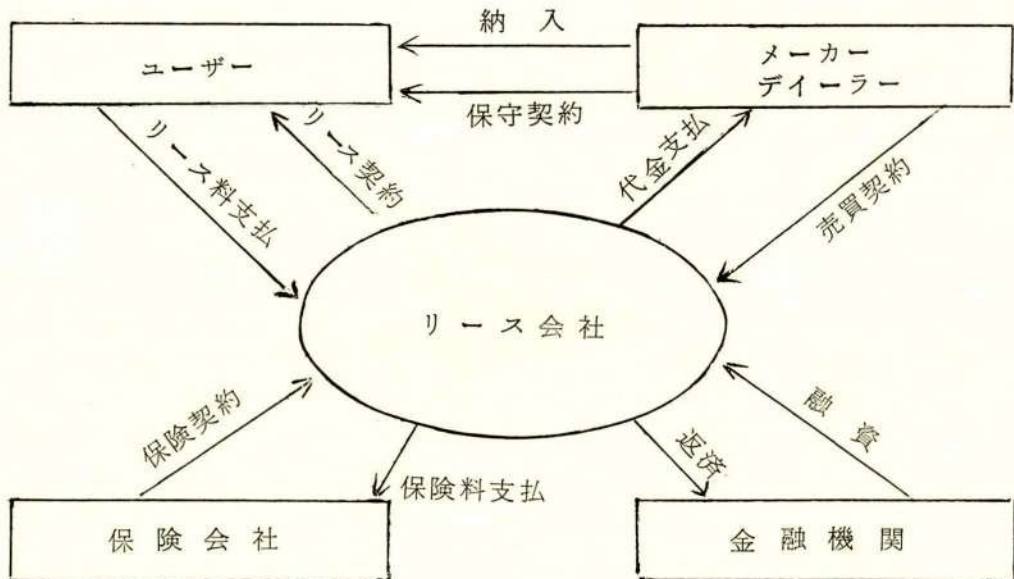 納入
ユーザー
メーカー
デイーラー
保守契約
リース料支払
リース契約
代金支払
売買契約
リース会社
保険契約
保険料支払
返済
融資
保険会社
金融機関